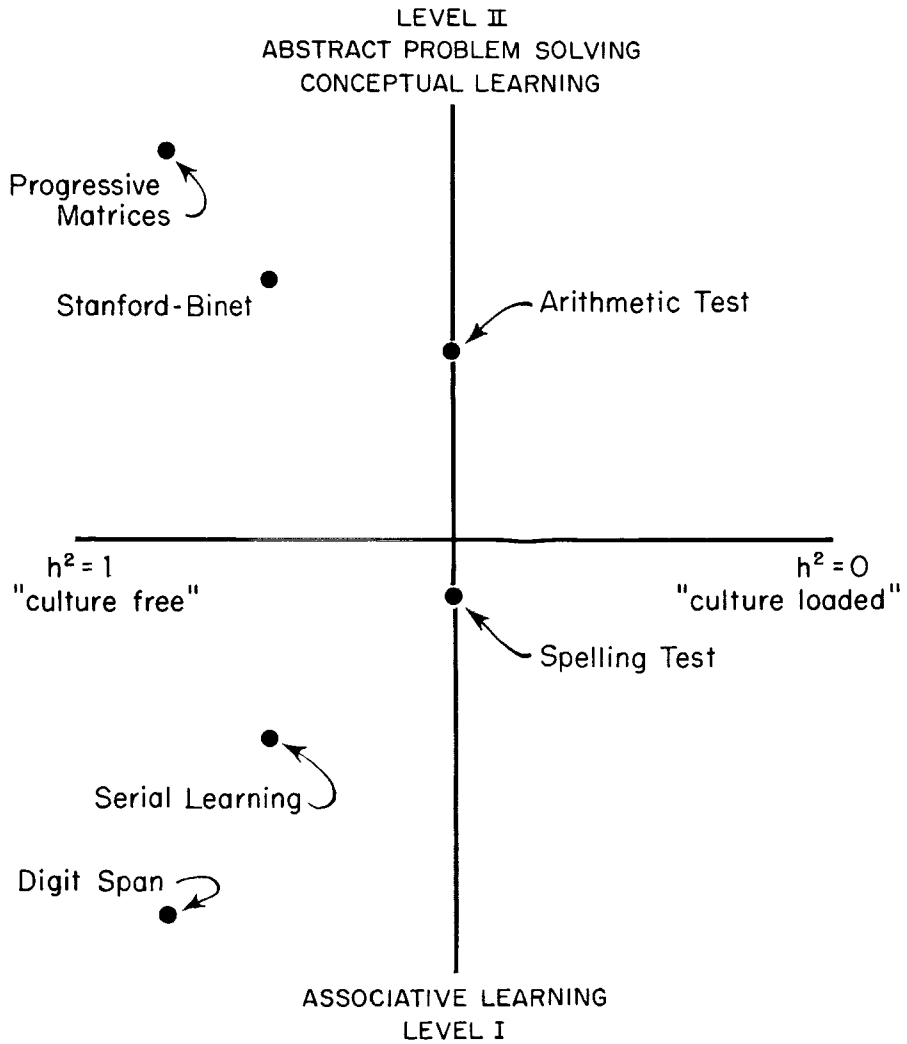 LEVEL II
ABSTRACT PROBLEM SOLVING
CONCEPTUAL LEARNING
Progressive
Matrices
Stanford-Binet
Arithmetic Test
h² = 1
"culture free"
h² = 0
"culture loaded"
Spelling Test
Serial Learning
Digit Span
ASSOCIATIVE LEARNING
LEVEL I